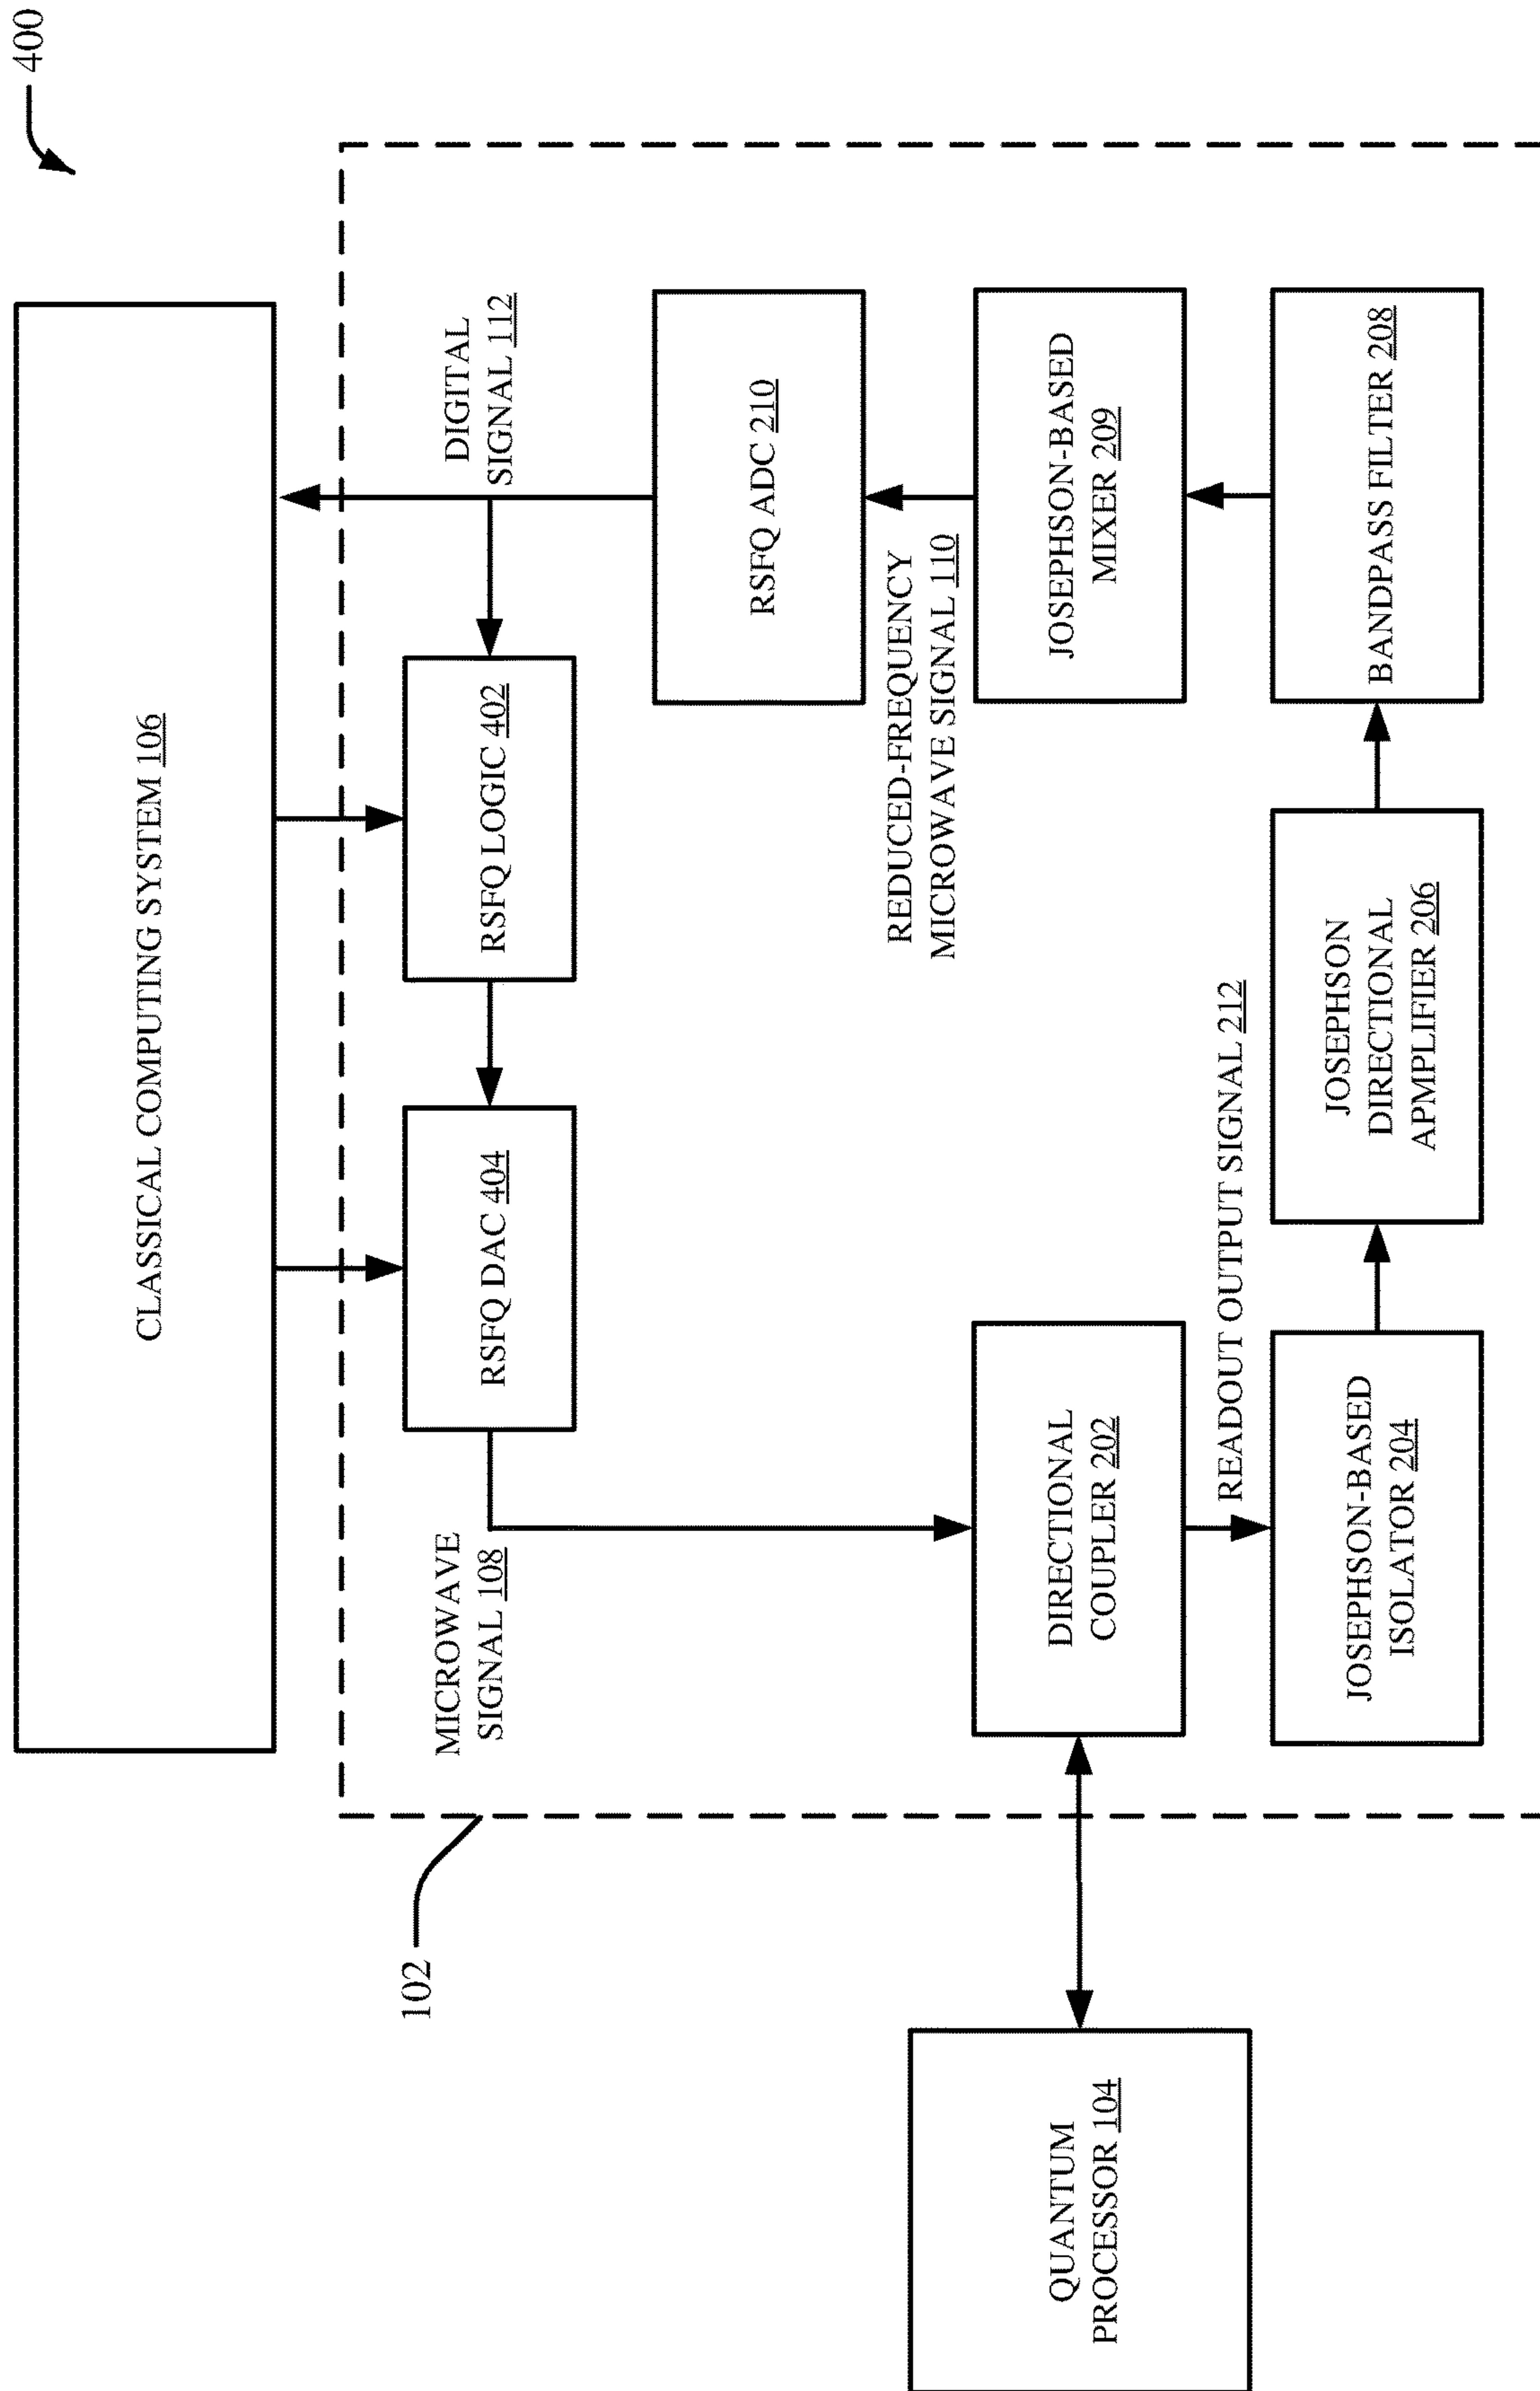 400
CLASSICAL COMPUTING SYSTEM 106
102
MICROWAVE
SIGNAL 108
RSFQ DAC 404
RSFQ LOGIC 402
DIGITAL
SIGNAL 112
RSFQ ADC 210
REDUCED-FREQUENCY
MICROWAVE SIGNAL 110
QUANTUM
PROCESSOR 104
DIRECTIONAL
COUPLER 202
JOSEPHSON-BASED
MIXER 209
READOUT OUTPUT SIGNAL 212
JOSEPHSON-BASED
ISOLATOR 204
JOSEPHSON
DIRECTIONAL
APMPLIFIER 206
BANDPASS FILTER 208